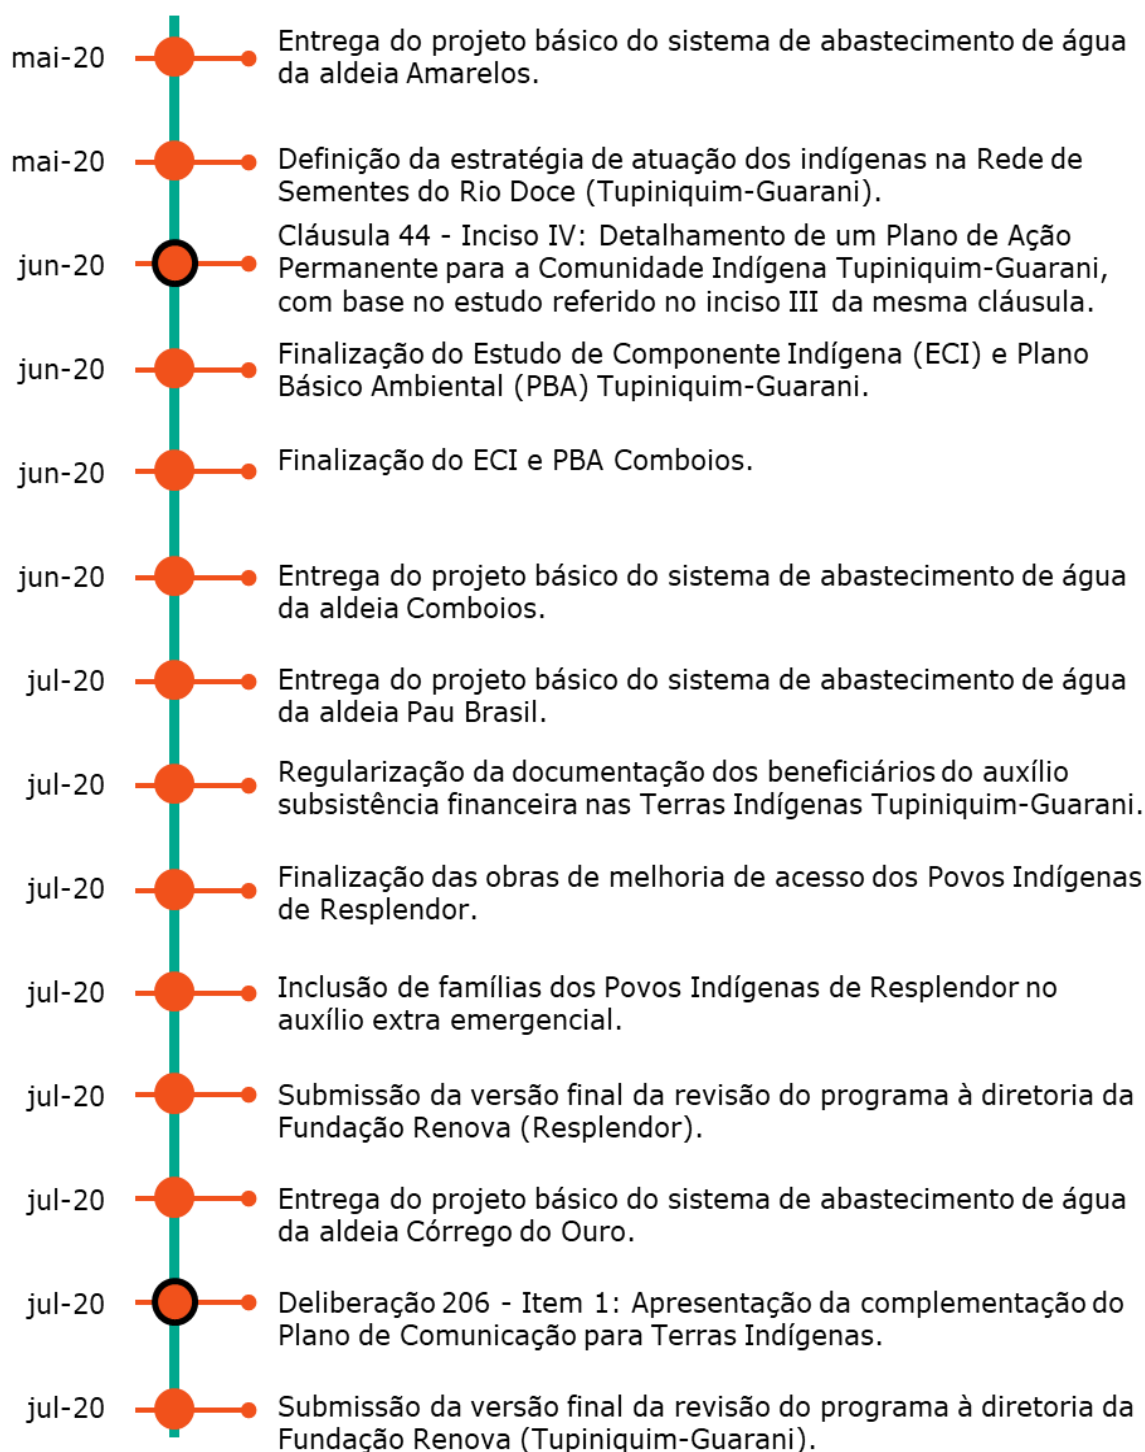 mai-20
Entrega do projeto básico do sistema de abastecimento de água
da aldeia Amarelos.
mai-20
Definição da estratégia de atuação dos indígenas na Rede de
Sementes do Rio Doce (Tupiniquim-Guarani).
jun-20
Cláusula 44 - Inciso IV: Detalhamento de um Plano de Ação
Permanente para a Comunidade Indígena Tupiniquim-Guarani,
com base no estudo referido no inciso III da mesma cláusula.
jun-20
Finalização do Estudo de Componente Indígena (ECI) e Plano
Básico Ambiental (PBA) Tupiniquim-Guarani.
jun-20
Finalização do ECI e PBA Comboios.
jun-20
Entrega do projeto básico do sistema de abastecimento de água
da aldeia Comboios.
jul-20
Entrega do projeto básico do sistema de abastecimento de água
da aldeia Pau Brasil.
jul-20
Regularização da documentação dos beneficiários do auxílio
subsistência financeira nas Terras Indígenas Tupiniquim-Guarani.
jul-20
Finalização das obras de melhoria de acesso dos Povos Indígenas
de Resplendor.
jul-20
Inclusão de famílias dos Povos Indígenas de Resplendor no
auxílio extra emergencial.
jul-20
Submissão da versão final da revisão do programa à diretoria da
Fundação Renova (Resplendor).
jul-20
Entrega do projeto básico do sistema de abastecimento de água
da aldeia Córrego do Ouro.
jul-20
Deliberação 206 - Item 1: Apresentação da complementação do
Plano de Comunicação para Terras Indígenas.
jul-20
Submissão da versão final da revisão do programa à diretoria da
Fundação Renova (Tupiniquim-Guarani).